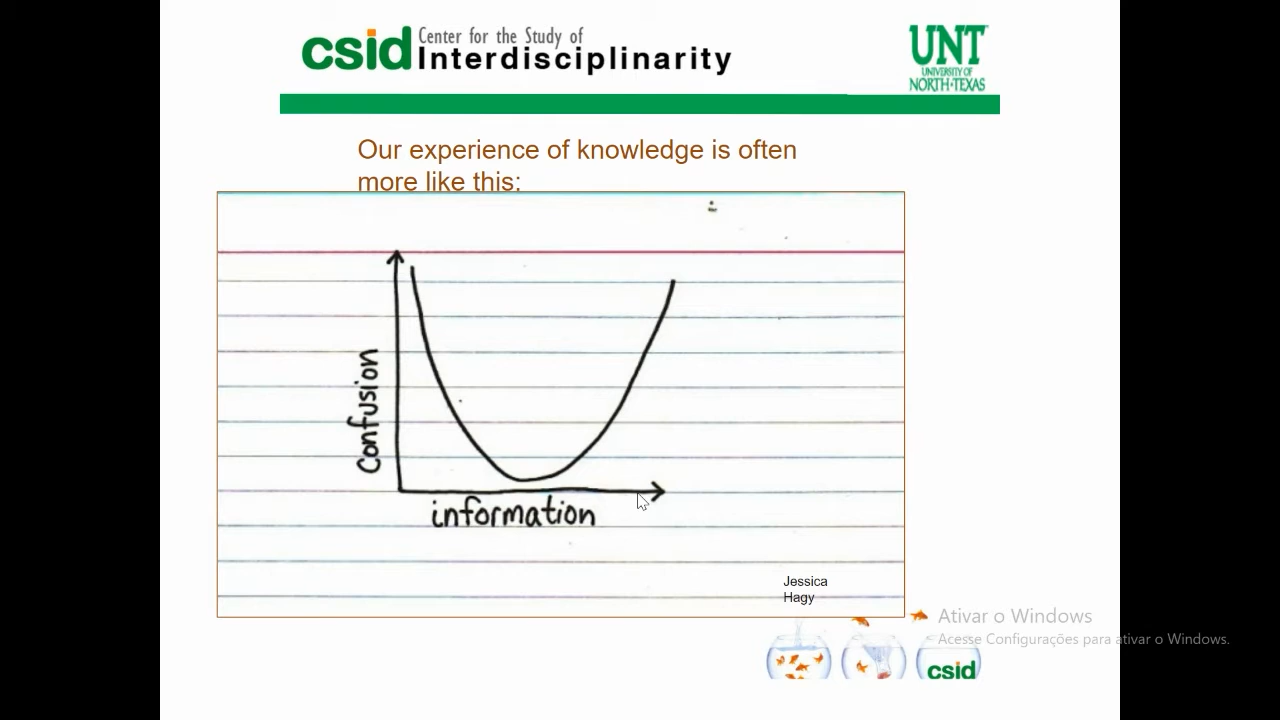 csid Center for the Study of
Interdisciplinarity
UNT
UNIVERSITY OF
NORTH·TEXAS
Our experience of knowledge is often
more like this:
Confusion
information
Jessica
Hagy
Ativar o Windows
Acesse Configurações para ativar o Windows.
csid